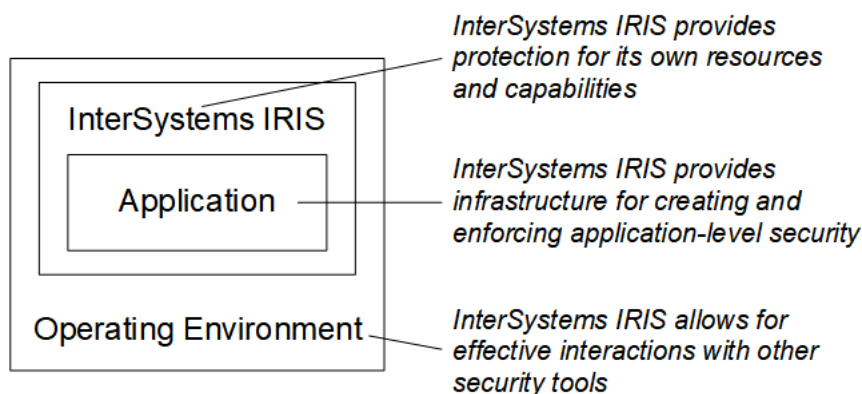 InterSystems IRIS provides
protection for its own resources
and capabilities
InterSystems IRIS
Application
InterSystems IRIS provides
infrastructure for creating and
enforcing application-level security
Operating Environment
InterSystems IRIS allows for
effective interactions with other
security tools